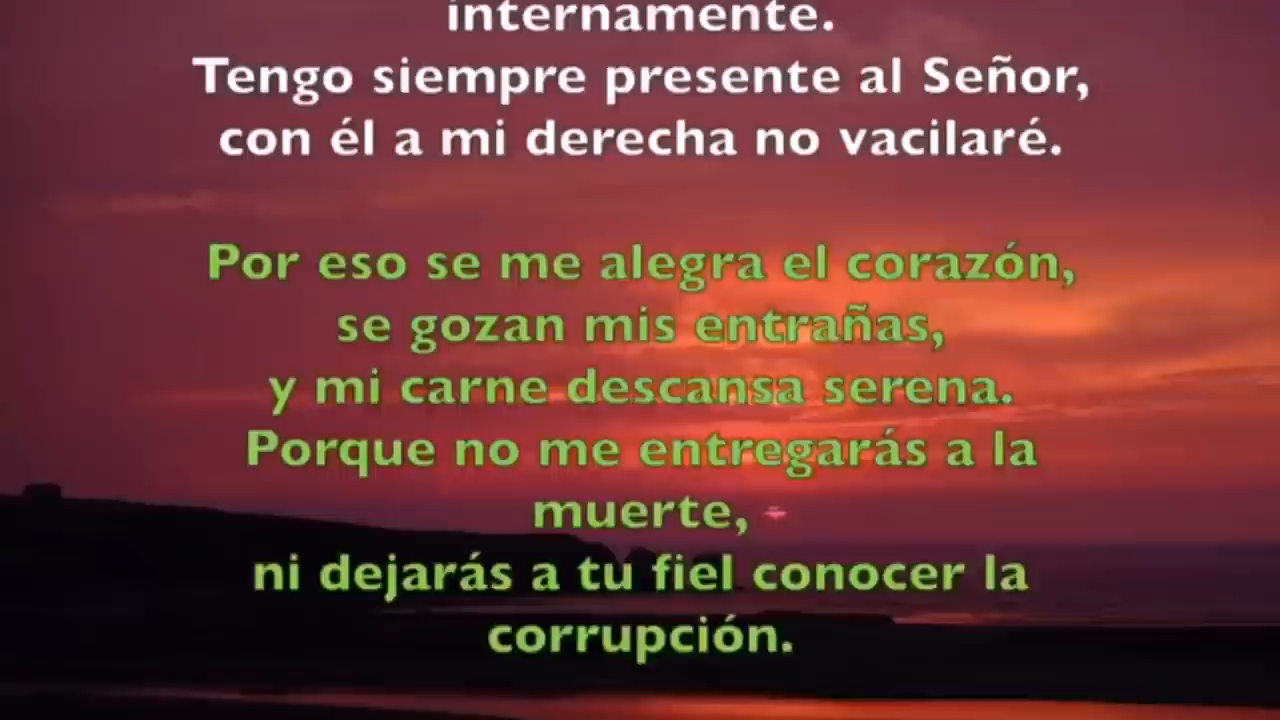 internamente.
Tengo siempre presente al Señor,
con él a mi derecha no vacilaré.
Por eso se me alegra el corazón,
se gozan mis entrañas,
y mi carne descansa serena.
Porque no me entregarás a la
muerte,
ni dejarás a tu fiel conocer la
corrupción.